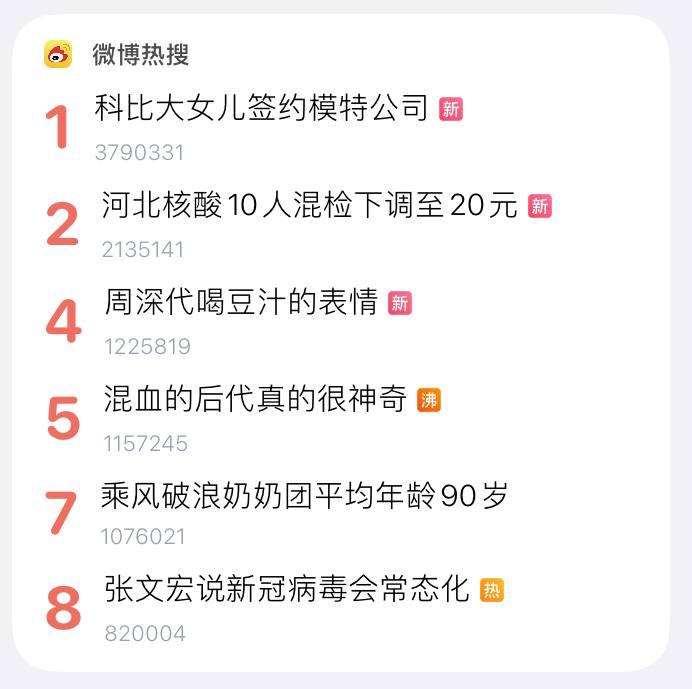 微博热搜
1 科比大女儿签约模特公司 新
3790331
2 河北核酸10人混检下调至20元 新
2135141
4 周深代喝豆汁的表情 新
1225819
5 混血的后代真的很神奇 沸
1157245
7 乘风破浪奶奶团平均年龄90岁
1076021
8 张文宏说新冠病毒会常态化 热
820004